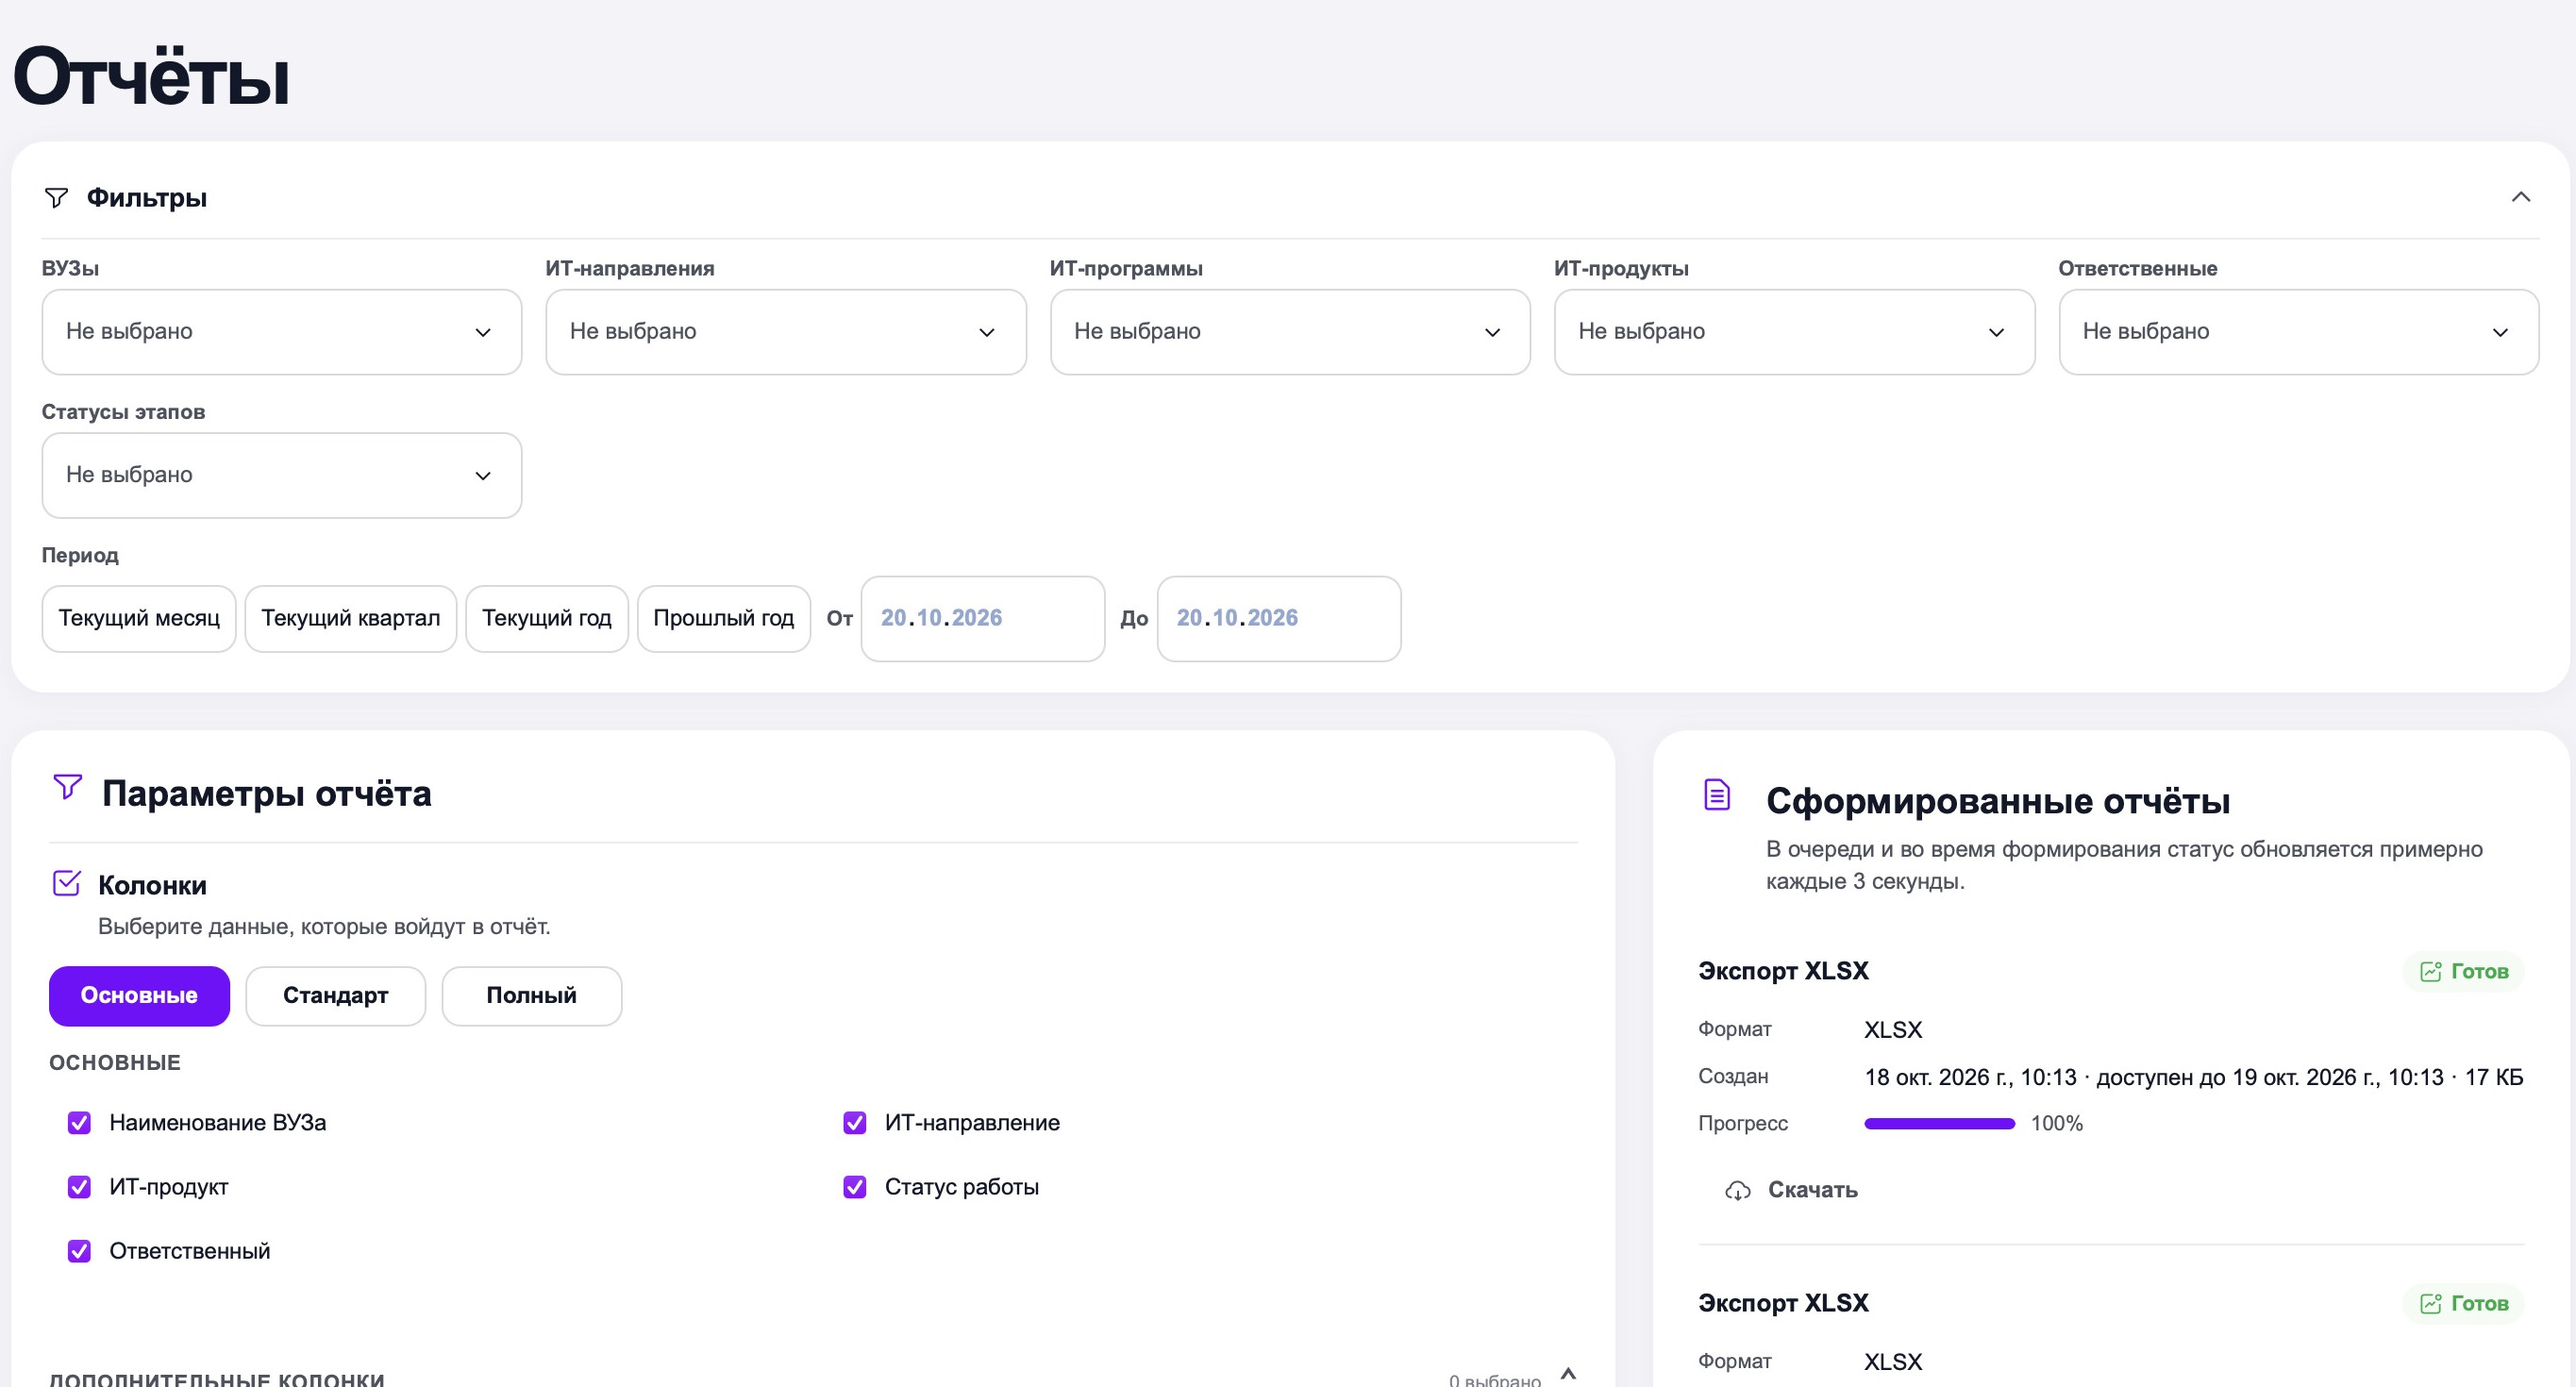 Отчёты
Фильтры
ВУЗы
ИТ-направления
ИТ-программы
ИТ-продукты
Ответственные
Не выбрано
Не выбрано
Не выбрано
Не выбрано
Не выбрано
Статусы этапов
Не выбрано
Период
Текущий месяц
Текущий квартал
Текущий год
Прошлый год
От
20.10.2026
До
20.10.2026
Параметры отчёта
Колонки
Выберите данные, которые войдут в отчёт.
Основные
Стандарт
Полный
ОСНОВНЫЕ
Наименование ВУЗа
ИТ-направление
ИТ-продукт
Статус работы
Ответственный
ДОПОЛНИТЕЛЬНЫЕ КОЛОНКИ
0 выбрано
Сформированные отчёты
В очереди и во время формирования статус обновляется примерно
каждые 3 секунды.
Экспорт XLSX
Готов
Формат
XLSX
Создан
18 окт. 2026 г., 10:13 · доступен до 19 окт. 2026 г., 10:13 · 17 КБ
Прогресс
100%
Скачать
Экспорт XLSX
Готов
Формат
XLSX